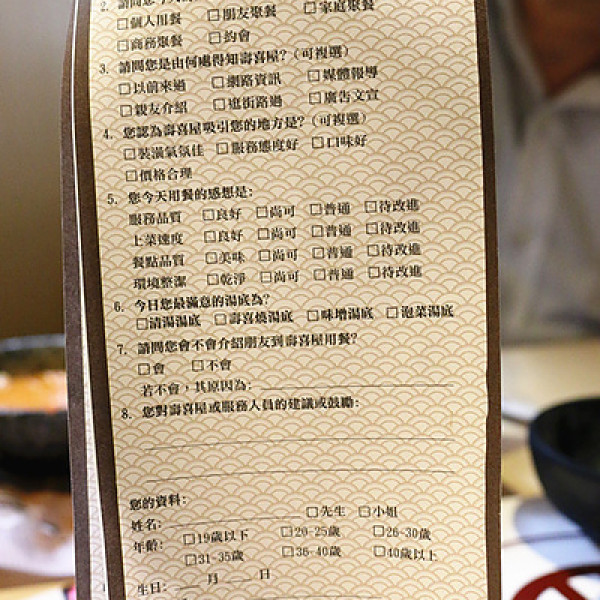 2. 請問您今天
□個人用餐 □朋友聚餐 □家庭聚餐
□商務聚餐 □約會
3. 請問您是由何處得知壽喜屋?(可複選)
□以前來過 □網路資訊 □媒體報導
□親友介紹 □逛街路過 □廣告文宣
4. 您認為壽喜屋吸引您的地方是?(可複選)
□裝潢氣氛佳 □服務態度好 □口味好
□價格合理
5. 您今天用餐的感想是:
服務品質 □良好 □尚可 □普通 □待改進
上菜速度 □良好 □尚可 □普通 □待改進
餐點品質 □美味 □尚可 □普通 □待改進
環境整潔 □乾淨 □尚可 □普通 □待改進
6. 今日您最滿意的湯底為?
□清湯湯底 □壽喜燒湯底 □味增湯底 □泡菜湯底
7. 請問您會不會介紹朋友到壽喜屋用餐?
□會 □不會
若不會,其原因為:
8. 您對壽喜屋或服務人員的建議或鼓勵:
您的資料:
姓名: □先生 □小姐
年齡: □19歲以下 □20-25歲 □26-30歲
□31-35歲 □36-40歲 □40歲以上
生日: 月 日